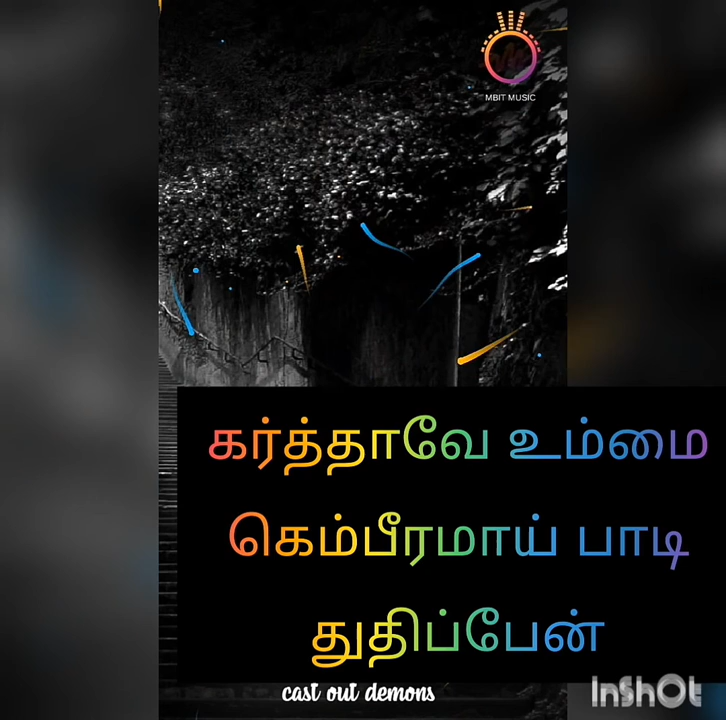 MBIT MUSIC
கர்த்தாவே உம்மை
கெம்பீரமாய் பாடி
துதிப்பேன்
cast out demons
InShOt